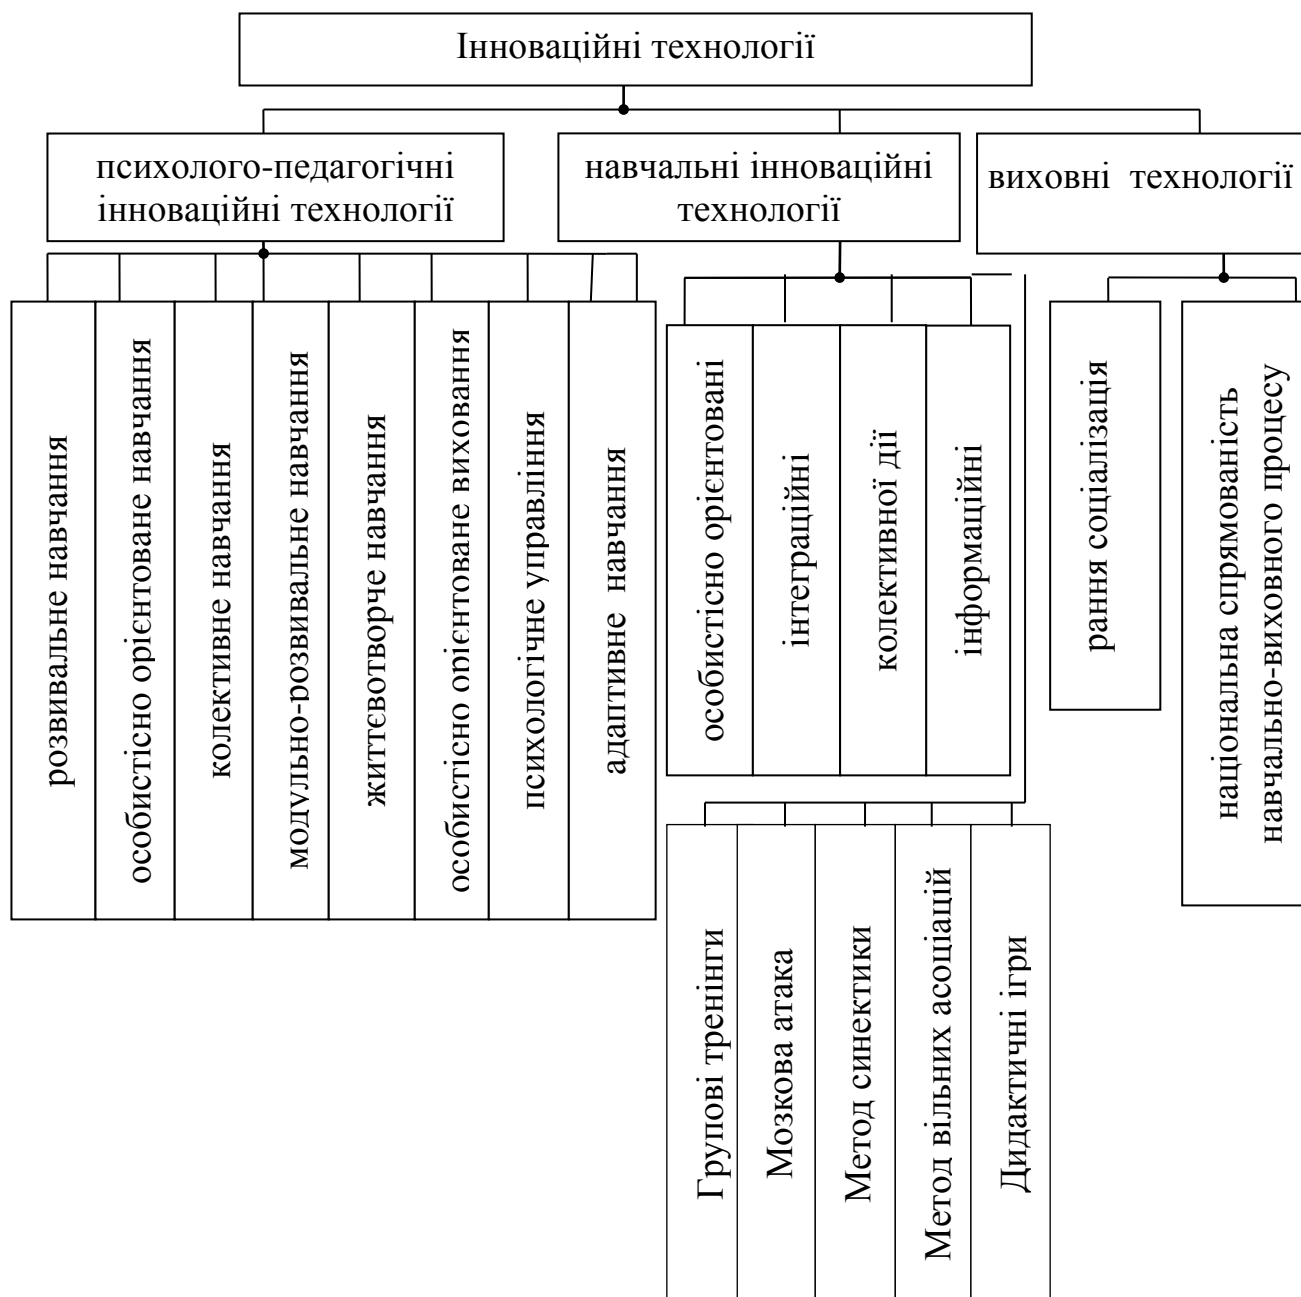 Інноваційні технології
психолого-педагогічні
інноваційні технології
навчальні інноваційні
технології
виховні технології
розвивальне навчання
особистісно орієнтоване навчання
колективне навчання
модульно-розвивальне навчання
життєвотворче навчання
особистісно орієнтоване виховання
психологічне управління
адаптивне навчання
особистісно орієнтовані
інтеграційні
колективної дії
інформаційні
рання соціалізація
національна спрямованість
навчально-виховного процесу
Групові тренінги
Мозкова атака
Метод синектики
Метод вільних асоціацій
Дидактичні ігри